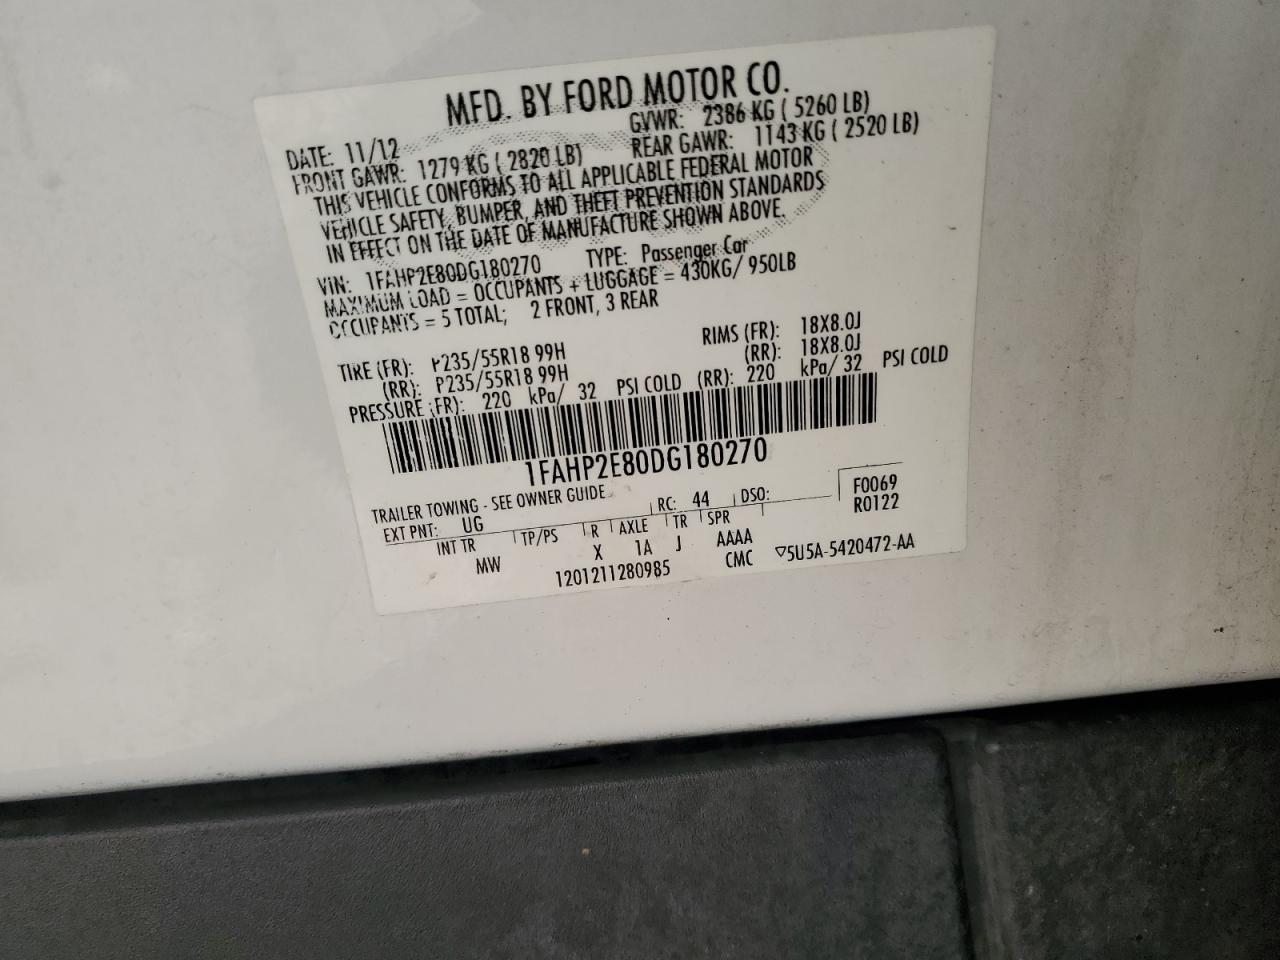 MFD. BY FORD MOTOR CO.
DATE: 11/12 GVWR: 2386 KG ( 5260 LB)
FRONT GAWR: 1279 KG ( 2820 LB) REAR GAWR: 1143 KG ( 2520 LB)
THIS VEHICLE CONFORMS TO ALL APPLICABLE FEDERAL MOTOR
VEHICLE SAFETY, BUMPER, AND THEFT PREVENTION STANDARDS
IN EFFECT ON THE DATE OF MANUFACTURE SHOWN ABOVE.
VIN: 1FAHP2E80DG180270 TYPE: Passenger Car
MAXIMUM LOAD = OCCUPANTS + LUGGAGE = 430KG/ 950LB
OCCUPANTS = 5 TOTAL; 2 FRONT, 3 REAR
TIRE (FR): P235/55R18 99H RIMS (FR): 18X8.0J
(RR): P235/55R18 99H (RR): 18X8.0J
PRESSURE (FR): 220 kPa/ 32 PSI COLD (RR): 220 kPa/ 32 PSI COLD
1FAHP2E80DG180270
TRAILER TOWING - SEE OWNER GUIDE
F0069
EXT PNT: UG RC: 44 DSO: R0122
INT TR TP/PS R AXLE TR SPR
MW X 1A J AAAA
1201211280985 CMC ▽5U5A-5420472-AA